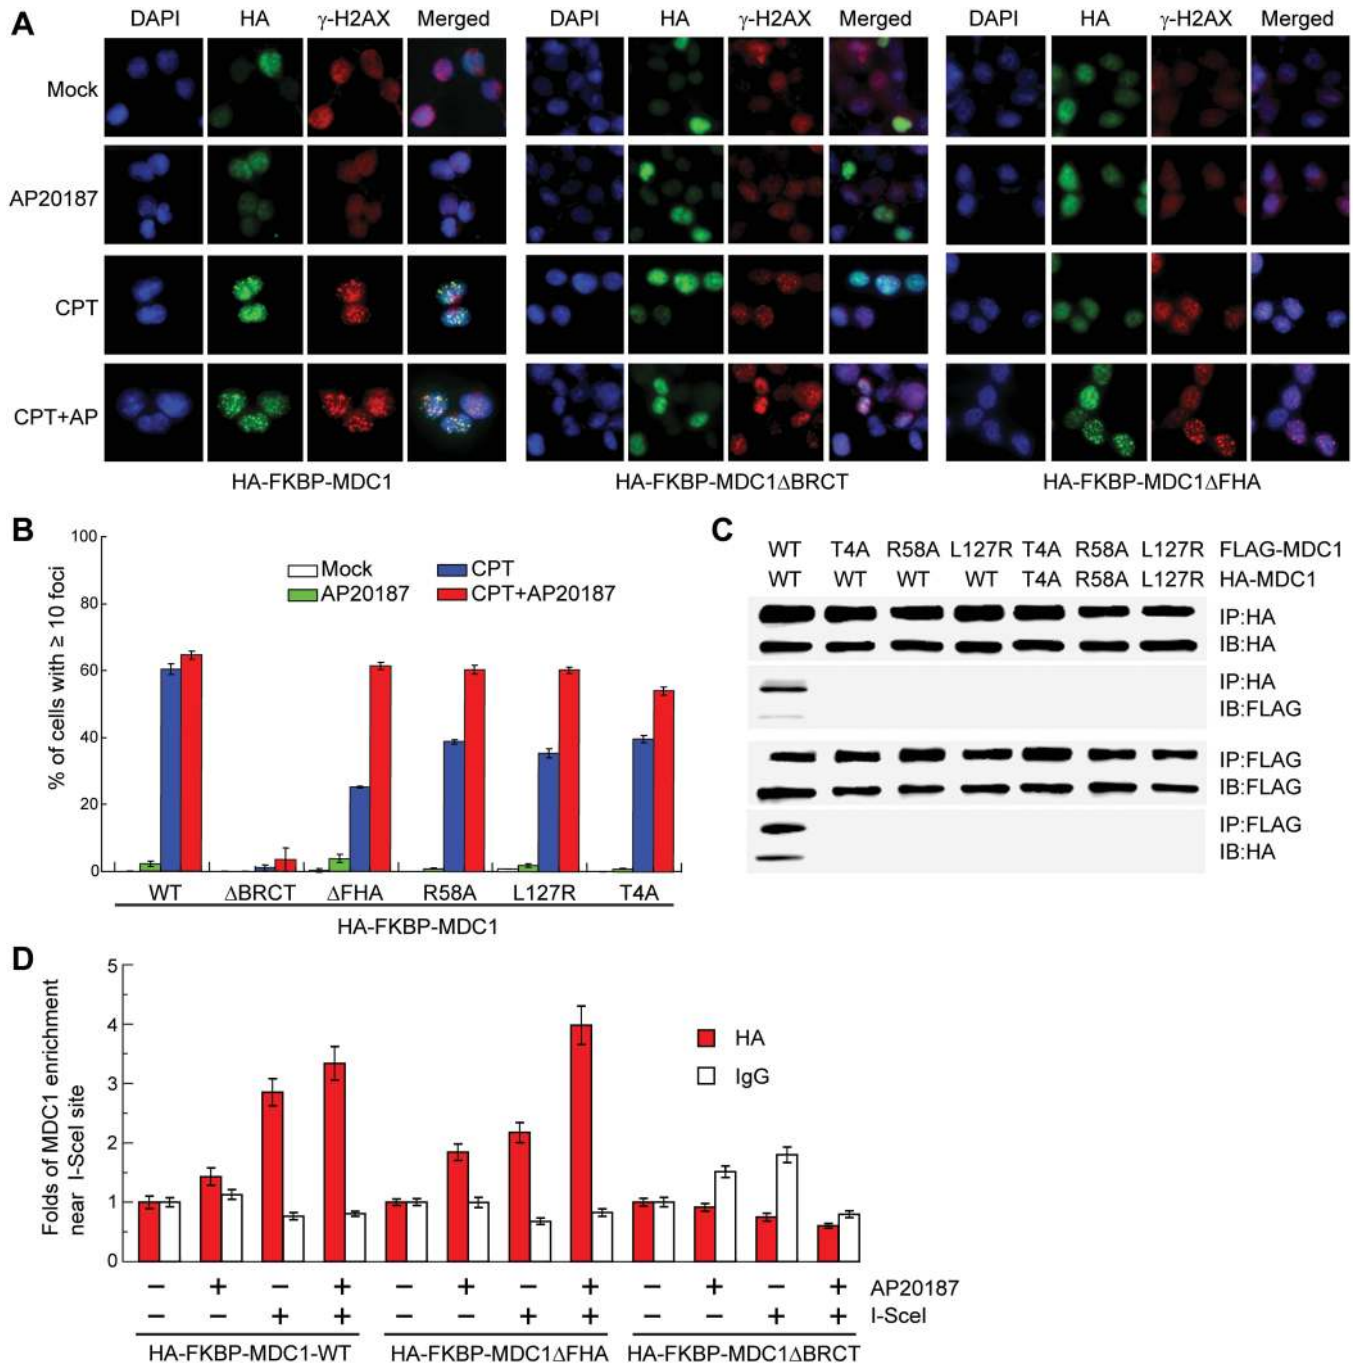 A
DAPI HA γ-H2AX Merged DAPI HA γ-H2AX Merged DAPI HA γ-H2AX Merged
Mock
AP20187
CPT
CPT+AP
HA-FKBP-MDC1 HA-FKBP-MDC1ΔBRCT HA-FKBP-MDC1ΔFHA
B
% of cells with ≥ 10 foci
100
80
60
40
20
0
Mock CPT
AP20187 CPT+AP20187
WT ΔBRCT ΔFHA R58A L127R T4A
HA-FKBP-MDC1
C
WT T4A R58A L127R T4A R58A L127R FLAG-MDC1
WT WT WT WT T4A R58A L127R HA-MDC1
IP:HA
IB:HA
IP:HA
IB:FLAG
IP:FLAG
IB:FLAG
IP:FLAG
IB:HA
D
Folds of MDC1 enrichment
near I-SceI site
5
4
3
2
1
0
HA
IgG
− + − + − + − + − + − + AP20187
− − + + − − + + − − + + I-SceI
HA-FKBP-MDC1-WT HA-FKBP-MDC1ΔFHA HA-FKBP-MDC1ΔBRCT